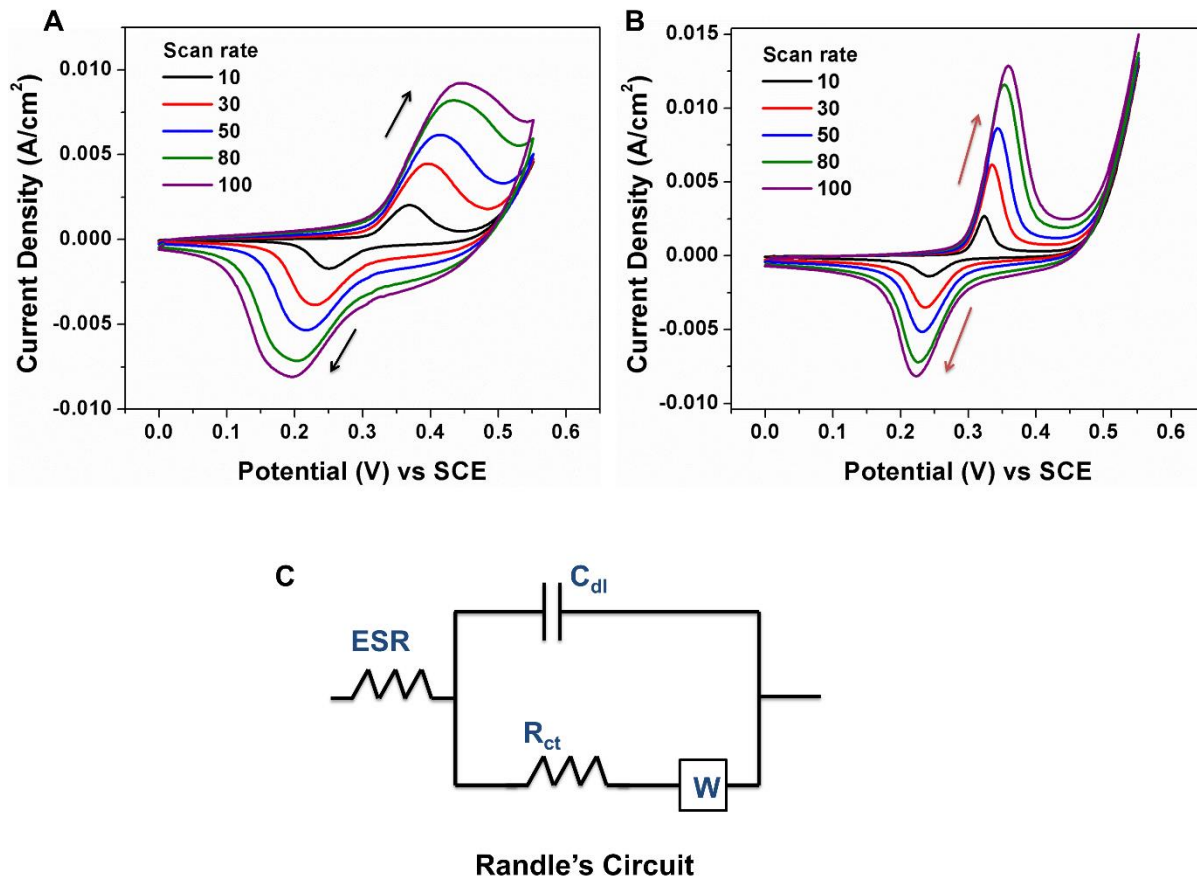 A
Scan rate
10
30
50
80
100
0.010
0.005
0.000
-0.005
-0.010
Current Density (A/cm²)
0.0 0.1 0.2 0.3 0.4 0.5 0.6
Potential (V) vs SCE
B
Scan rate
10
30
50
80
100
0.015
0.010
0.005
0.000
-0.005
-0.010
Current Density (A/cm²)
0.0 0.1 0.2 0.3 0.4 0.5 0.6
Potential (V) vs SCE
C
C_dl
ESR
R_ct
W
Randle’s Circuit